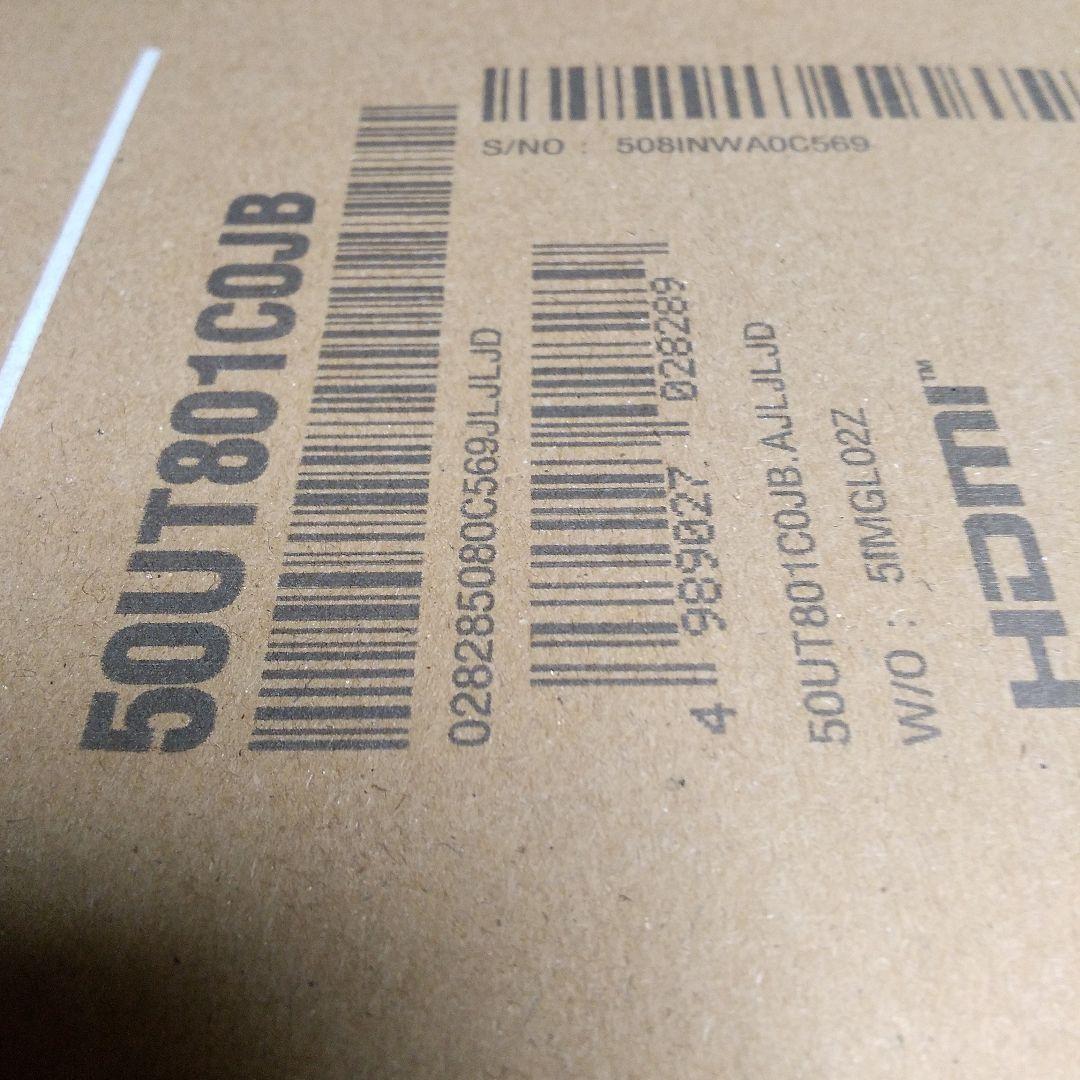 50UT801C0JB
S/NO : 508INWA0C569
028285080C569JLJLJD
4 989027 028289
50UT801C0JB.AJLJLJD
W/O : 5IMGL02Z
HDMI™